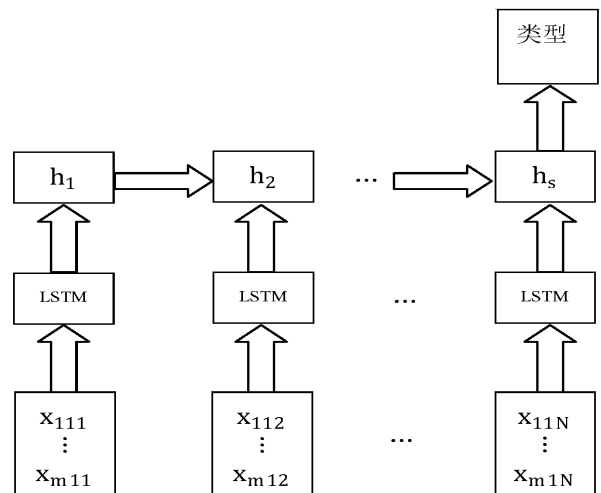 类型
h₁ h₂ ... hₛ
LSTM LSTM ... LSTM
x₁₁₁ x₁₁₂ x₁₁N
⋮ ⋮ ... ⋮
xₘ₁₁ xₘ₁₂ xₘ₁N